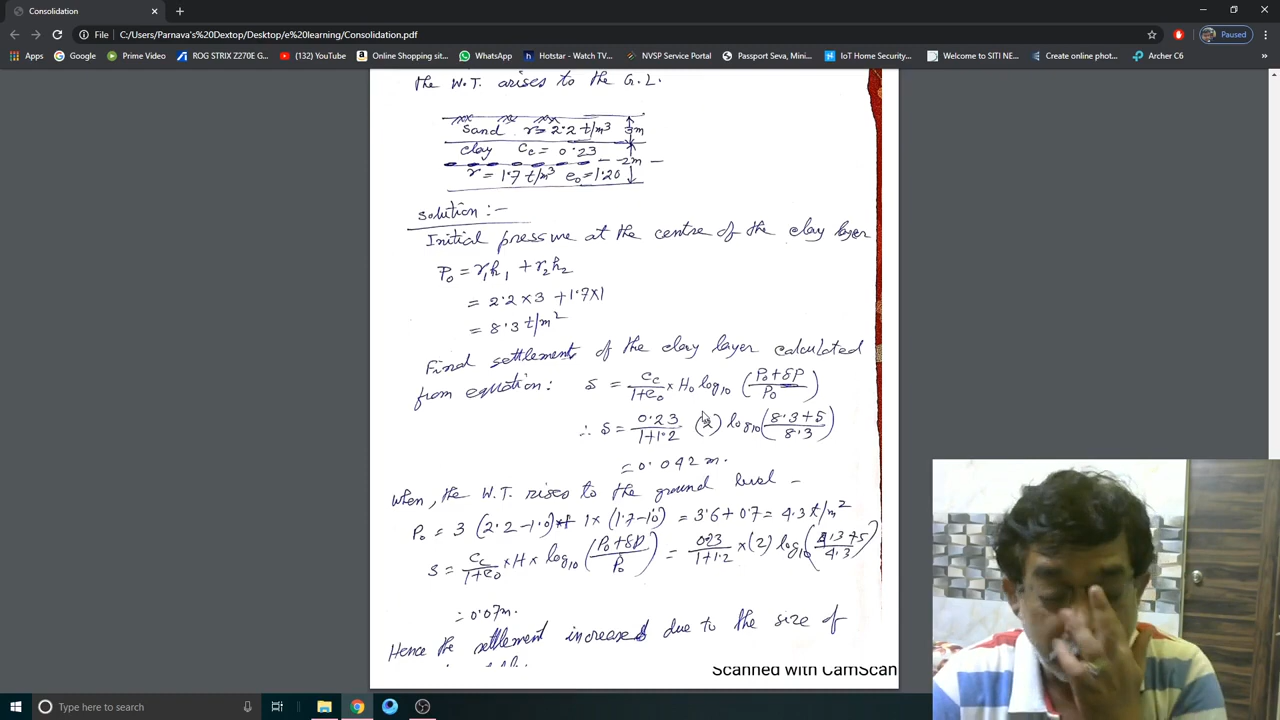 Consolidation
File
C:/Users/Parnava's%20Dextop/Desktop/e%20learning/Consolidation.pdf
Paused
Apps
Google
Prime Video
ROG STRIX Z270E G...
(132) YouTube
Online Shopping sit...
WhatsApp
Hotstar - Watch TV...
NVSP Service Portal
Passport Seva, Mini...
IoT Home Security,...
Welcome to SITI NE...
Create online phot...
Archer C6
the W.T. arises to the G.L.
Sand γ= 2.2 t/m³ 3m
clay Cc = 0.23
2m
γ = 1.7 t/m³ e₀=1.20
solution :-
Initial pressure at the centre of the clay layer
P₀ = γ₁h₁ + γ₂h₂
= 2.2 x 3 + 1.7x1
= 8.3 t/m²
Final settlement of the clay layer calculated
from equation: s = Cc/1+e₀ x H₀ log₁₀ (P₀+δP/P₀)
∴ s = 0.23/1+1.2 (2) log₁₀ (8.3+5/8.3)
= 0.042 m.
when, the W.T. rises to the ground level -
P₀ = 3 (2.2-1.0) + 1x (1.7-1.0) = 3.6 + 0.7 = 4.3 t/m²
s = Cc/1+e₀ x H x log₁₀ (P₀+δP/P₀) = 0.23/1+1.2 x (2) log₁₀ (4.3+5/4.3)
= 0.07m.
Hence the settlement increased due to the size of
Scanned with CamScan
Type here to search